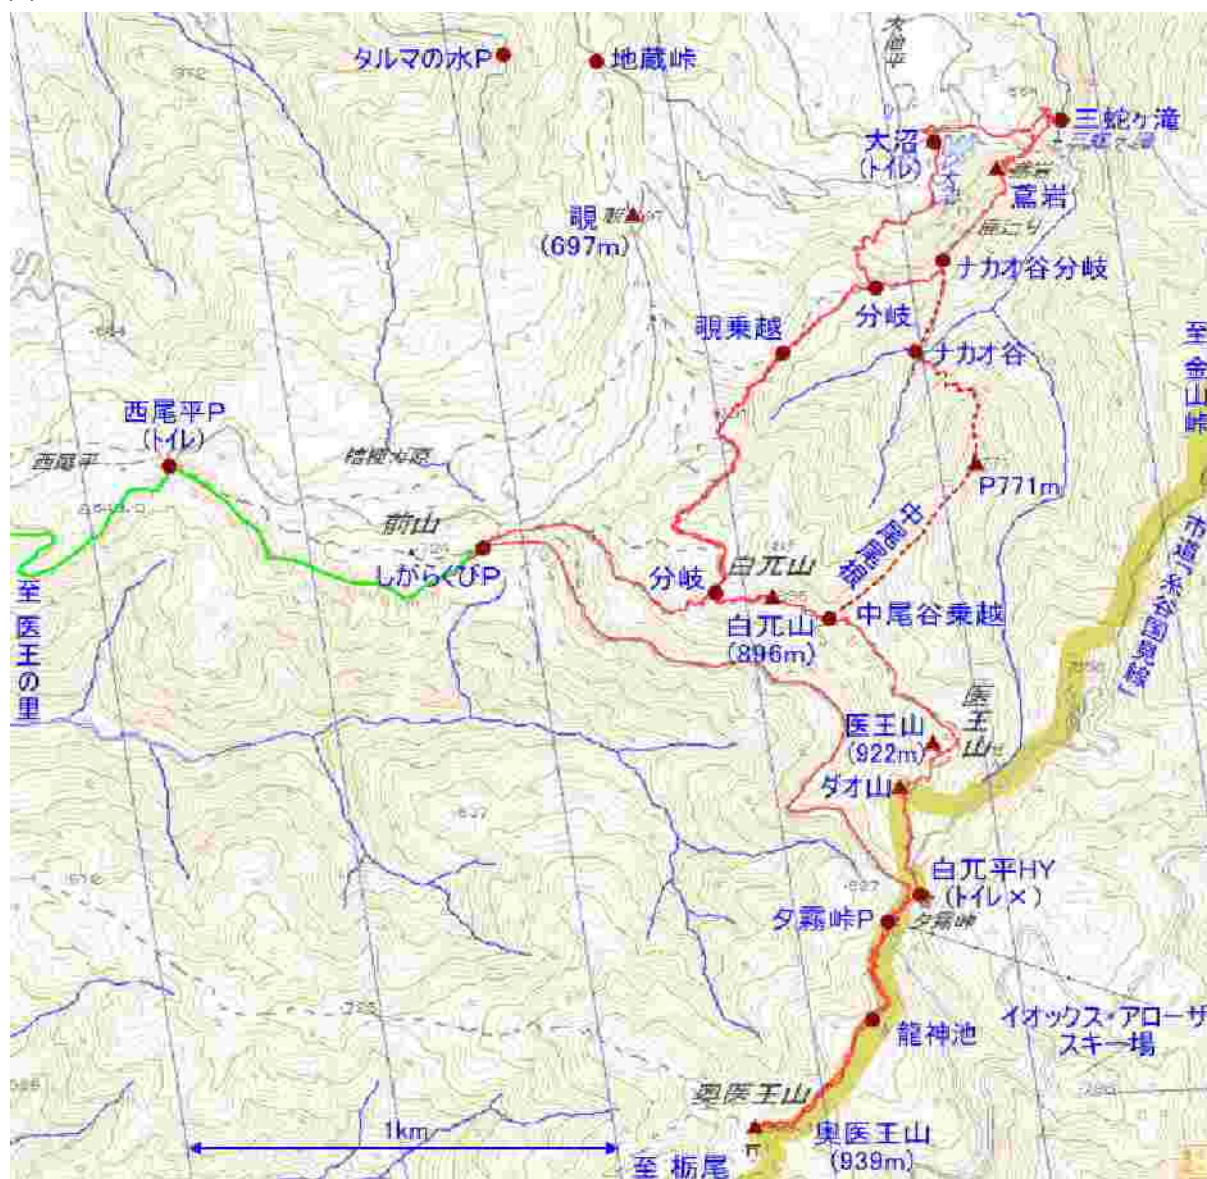 タルマの水P
地蔵峠
大沼
(トイレ)
三蛇ヶ滝
鳶岩
覗
(697m)
ナカオ谷分岐
分岐
覗乗越
ナカオ谷
至 金山峠
西尾平P
(トイレ)
西尾平
P771m
前山
しがらくびP
中尾尾根
市道「糸谷国見線」
分岐
白兀山
白兀山
(896m)
中尾谷乗越
至 医王の里
医王山
医王山
(922m)
ダオ山
白兀平HY
(トイレ×)
夕霧峠P
夕霧峠
龍神池
イオックス・アローザ
スキー場
奥医王山
奥医王山
(939m)
1km
至 栃尾